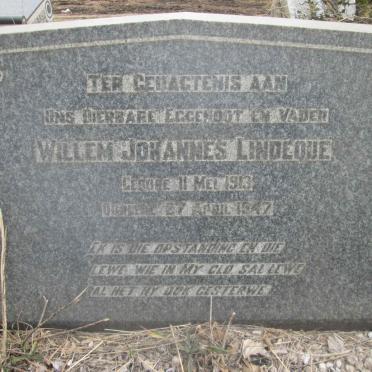 TER GEDAGTENIS AAN
ONS DIERBARE EGGENOOT EN VADER
WILLEM JOHANNES LINDEQUE
GEBORE 11 MEI 1913
27 APRIL 1947
EK IS DIE OPSTANDING EN DIE
LEWE WIE IN MY GLO SAL LEWE
AL HET HY OOK GESTERWE